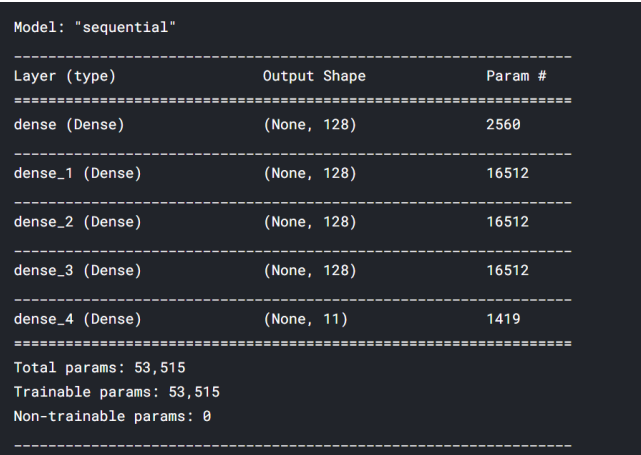 Model: "sequential"
_________________________________________________________________
Layer (type) Output Shape Param #
=================================================================
dense (Dense) (None, 128) 2560
_________________________________________________________________
dense_1 (Dense) (None, 128) 16512
_________________________________________________________________
dense_2 (Dense) (None, 128) 16512
_________________________________________________________________
dense_3 (Dense) (None, 128) 16512
_________________________________________________________________
dense_4 (Dense) (None, 11) 1419
=================================================================
Total params: 53,515
Trainable params: 53,515
Non-trainable params: 0
_________________________________________________________________